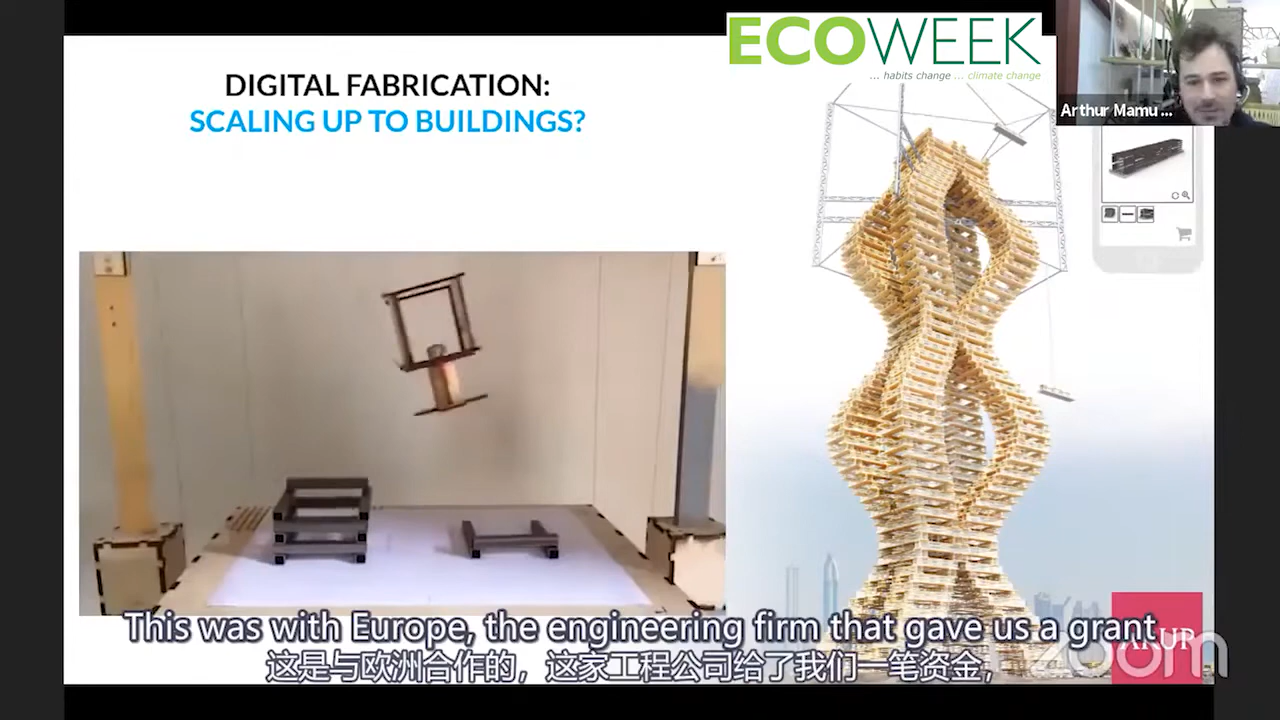 ECOWEEK
... habits change ... climate change
Arthur Mamu ...
DIGITAL FABRICATION:
SCALING UP TO BUILDINGS?
This was with Europe, the engineering firm that gave us a grant
这是与欧洲合作的，这家工程公司给了我们一笔资金，
ARUP
zoom